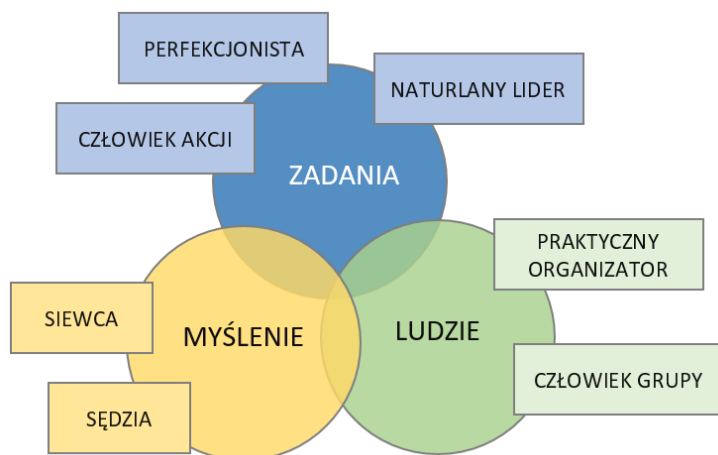 PERFEKCJONISTA
NATURLANY LIDER
CZŁOWIEK AKCJI
ZADANIA
PRAKTYCZNY
ORGANIZATOR
SIEWCA
MYŚLENIE
LUDZIE
CZŁOWIEK GRUPY
SĘDZIA